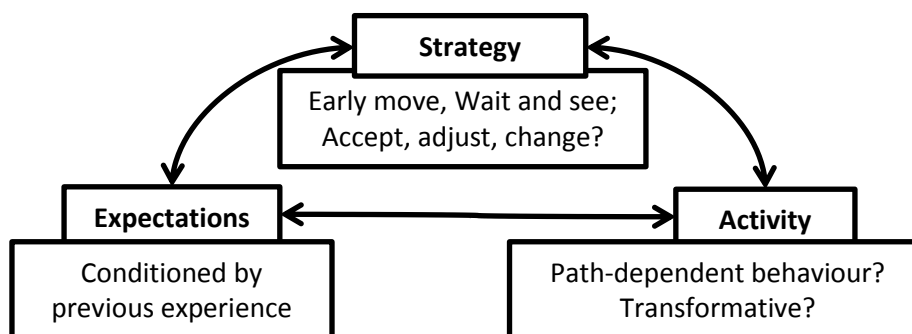 Strategy
Early move, Wait and see;
Accept, adjust, change?
Expectations
Conditioned by
previous experience
Activity
Path-dependent behaviour?
Transformative?